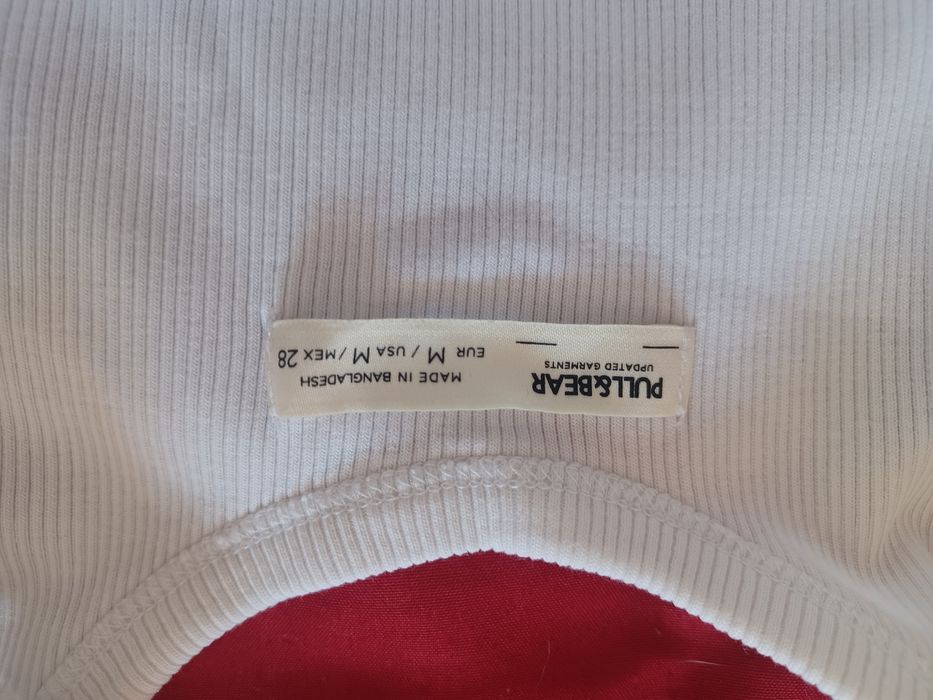 PULL&BEAR
UPDATED GARMENTS
MADE IN BANGLADESH
EUR M / USA M / MEX 28